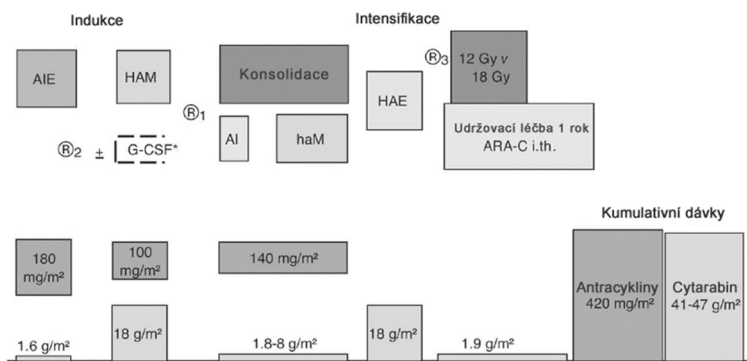 Indukce
Intensifikace
AIE
HAM
Konsolidace
®3
12 Gy v
18 Gy
HAE
®1
®2 ± G-CSF*
AI
haM
Udržovací léčba 1 rok
ARA-C i.th.
Kumulativní dávky
180
mg/m²
100
mg/m²
140 mg/m²
Antracykliny
420 mg/m²
Cytarabin
41-47 g/m²
1.6 g/m²
18 g/m²
1.8-8 g/m²
18 g/m²
1.9 g/m²